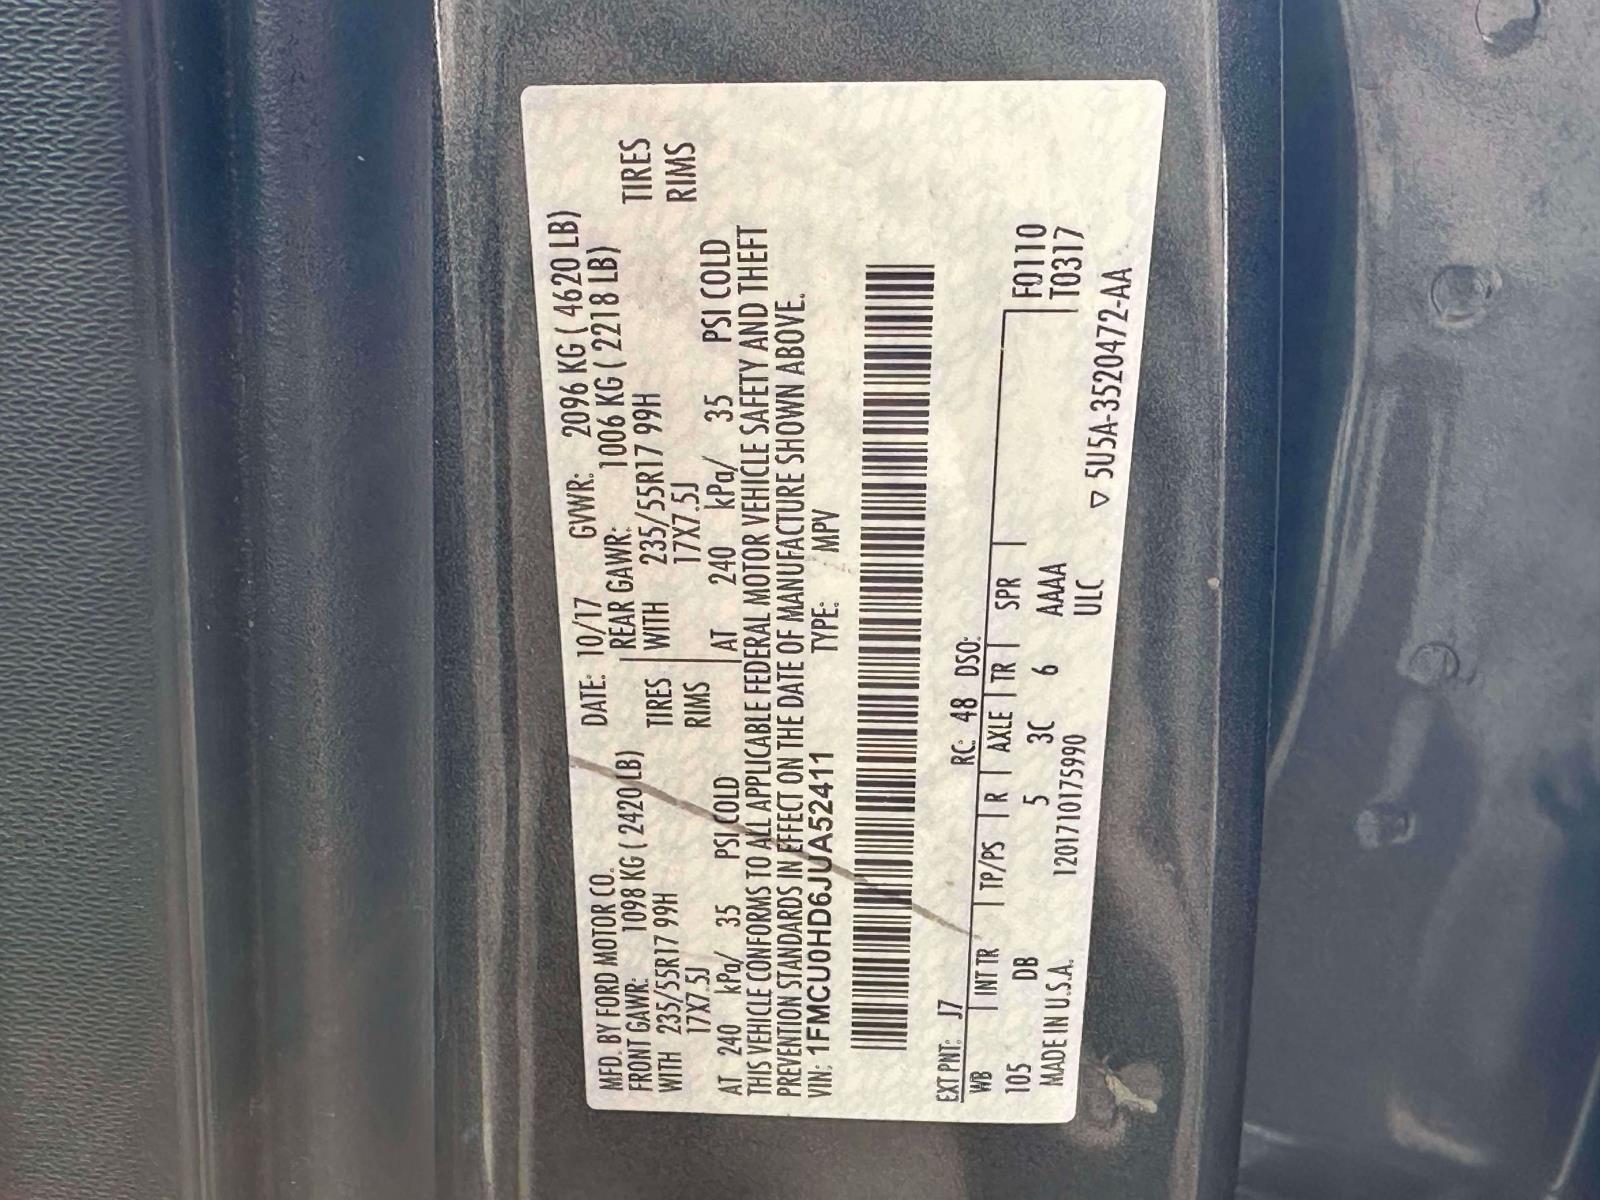 MFD. BY FORD MOTOR CO. DATE: 10/17 GVWR: 2096 KG ( 4620 LB)
FRONT GAWR: 1098 KG ( 2420 LB) REAR GAWR: 1006 KG ( 2218 LB)
WITH 235/55R17 99H TIRES WITH 235/55R17 99H TIRES
17X7.5J RIMS 17X7.5J RIMS
AT 240 kPa/ 35 PSI COLD AT 240 kPa/ 35 PSI COLD
THIS VEHICLE CONFORMS TO ALL APPLICABLE FEDERAL MOTOR VEHICLE SAFETY AND THEFT
PREVENTION STANDARDS IN EFFECT ON THE DATE OF MANUFACTURE SHOWN ABOVE.
VIN: 1FMCU0HD6JUA52411 TYPE: MPV
EXT PNT: J7 RC: 48 DSO:
WB INT TR TP/PS R AXLE TR SPR F0110
105 DB 5 3C 6 AAAA T0317
MADE IN U.S.A. 1201710175990 ULC ▽ 5U5A-3520472-AA